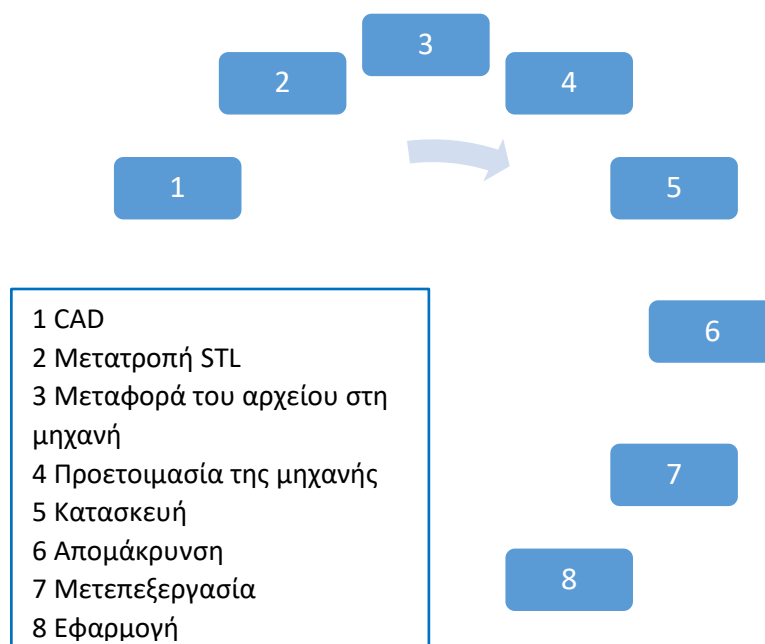 3
2
4
1
5
6
7
8
1 CAD
2 Μετατροπή STL
3 Μεταφορά του αρχείου στη
μηχανή
4 Προετοιμασία της μηχανής
5 Κατασκευή
6 Απομάκρυνση
7 Μετεπεξεργασία
8 Εφαρμογή